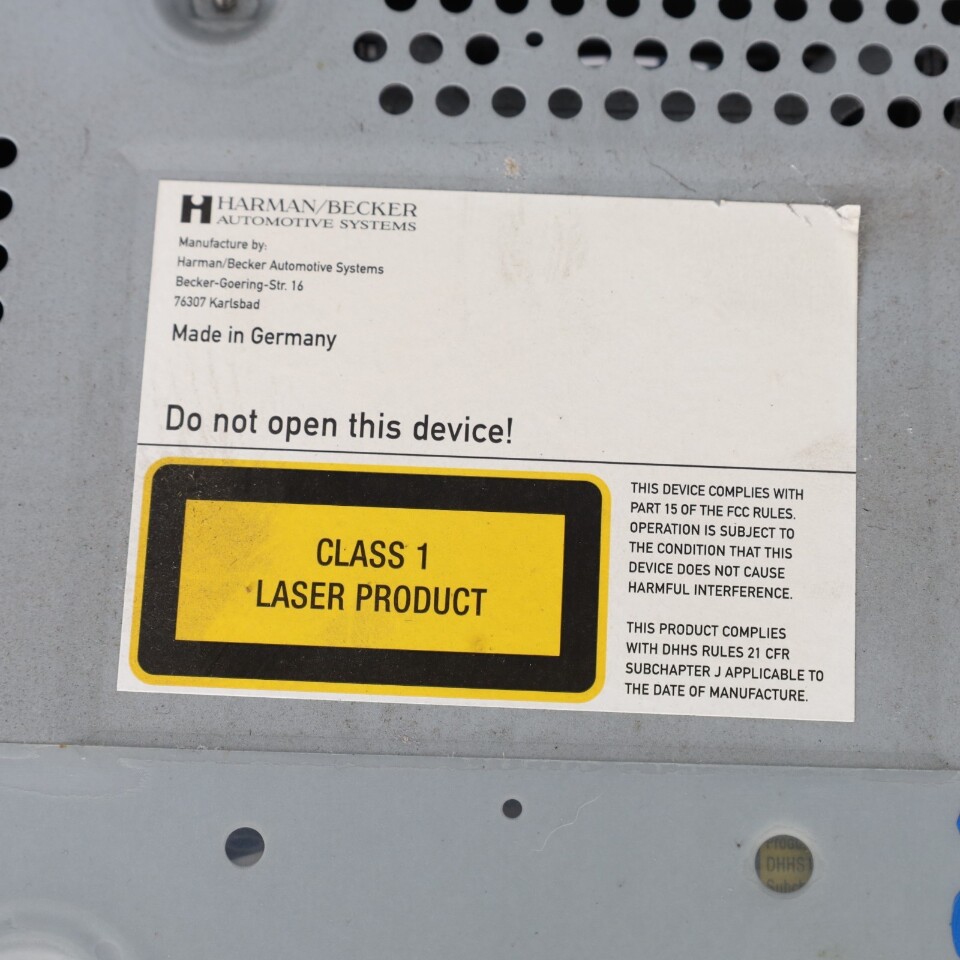 HARMAN/BECKER
AUTOMOTIVE SYSTEMS
Manufacture by:
Harman/Becker Automotive Systems
Becker-Goering-Str. 16
76307 Karlsbad
Made in Germany
Do not open this device!
CLASS 1
LASER PRODUCT
THIS DEVICE COMPLIES WITH
PART 15 OF THE FCC RULES.
OPERATION IS SUBJECT TO
THE CONDITION THAT THIS
DEVICE DOES NOT CAUSE
HARMFUL INTERFERENCE.
THIS PRODUCT COMPLIES
WITH DHHS RULES 21 CFR
SUBCHAPTER J APPLICABLE TO
THE DATE OF MANUFACTURE.
DHHS